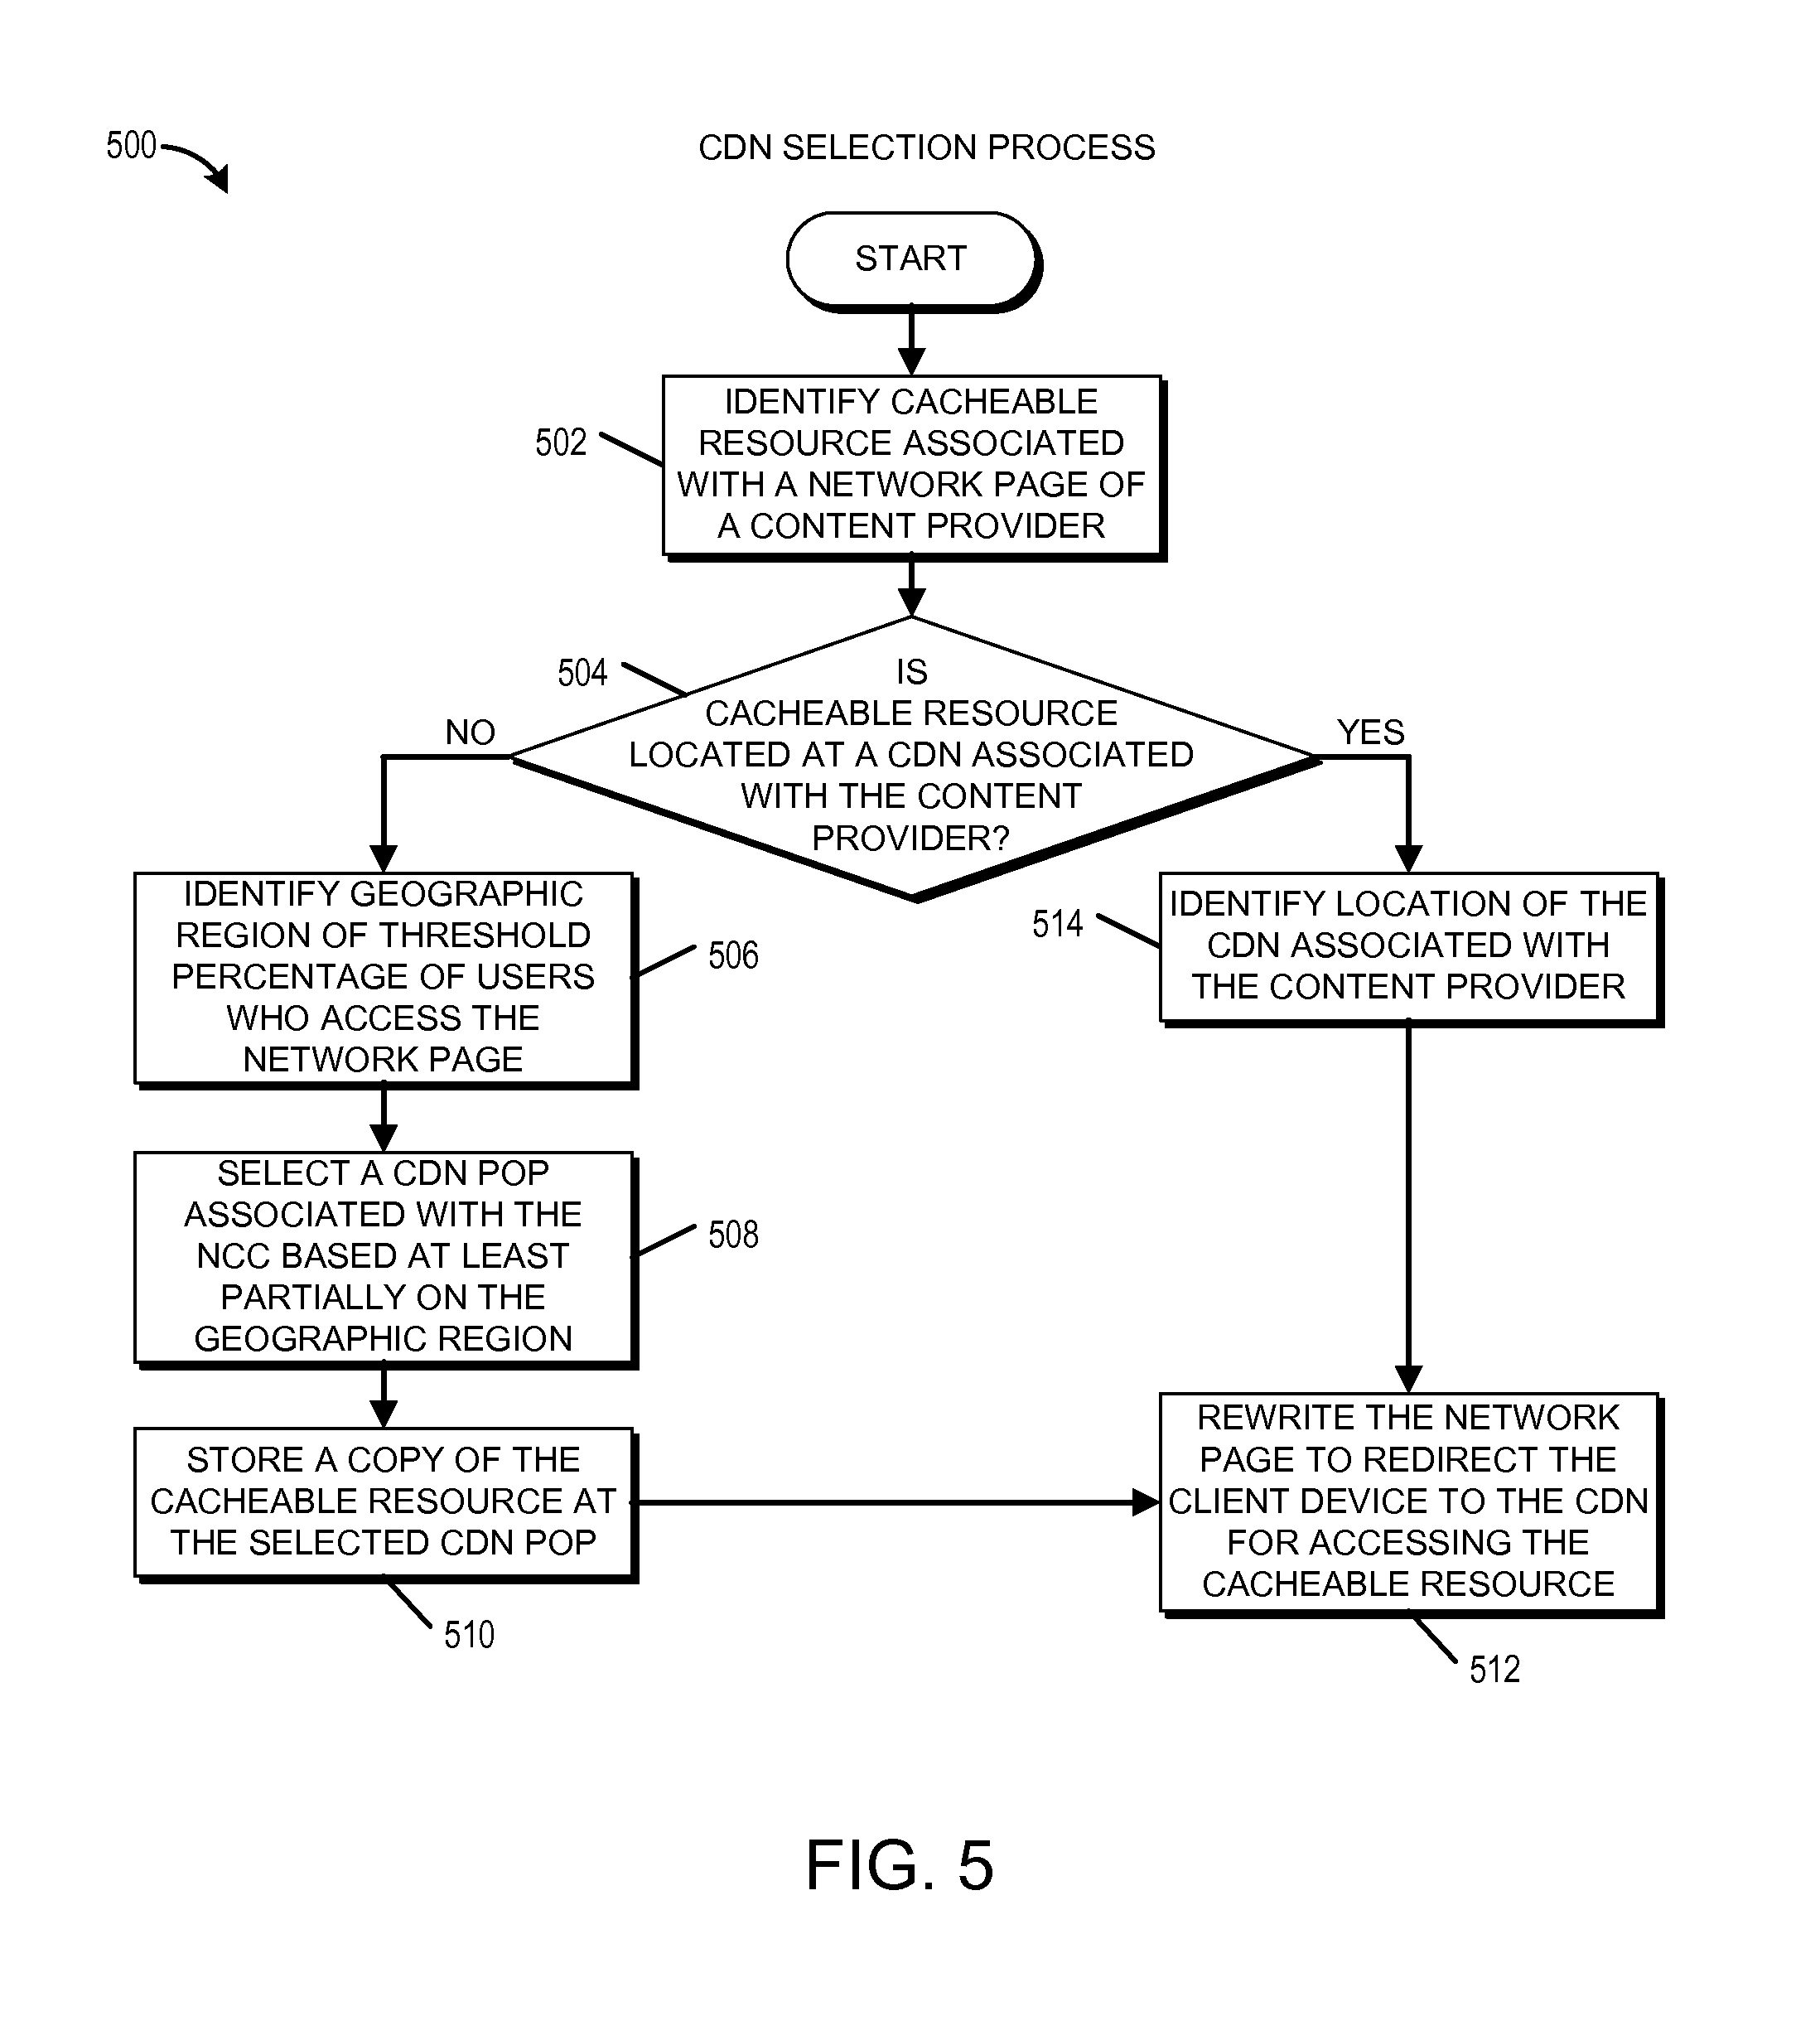 500
CDN SELECTION PROCESS
START
502
IDENTIFY CACHEABLE
RESOURCE ASSOCIATED
WITH A NETWORK PAGE OF
A CONTENT PROVIDER
504
IS
CACHEABLE RESOURCE
LOCATED AT A CDN ASSOCIATED
WITH THE CONTENT
PROVIDER?
NO
YES
IDENTIFY GEOGRAPHIC
REGION OF THRESHOLD
PERCENTAGE OF USERS
WHO ACCESS THE
NETWORK PAGE
506
514
IDENTIFY LOCATION OF THE
CDN ASSOCIATED WITH
THE CONTENT PROVIDER
SELECT A CDN POP
ASSOCIATED WITH THE
NCC BASED AT LEAST
PARTIALLY ON THE
GEOGRAPHIC REGION
508
STORE A COPY OF THE
CACHEABLE RESOURCE AT
THE SELECTED CDN POP
510
REWRITE THE NETWORK
PAGE TO REDIRECT THE
CLIENT DEVICE TO THE CDN
FOR ACCESSING THE
CACHEABLE RESOURCE
512
FIG. 5